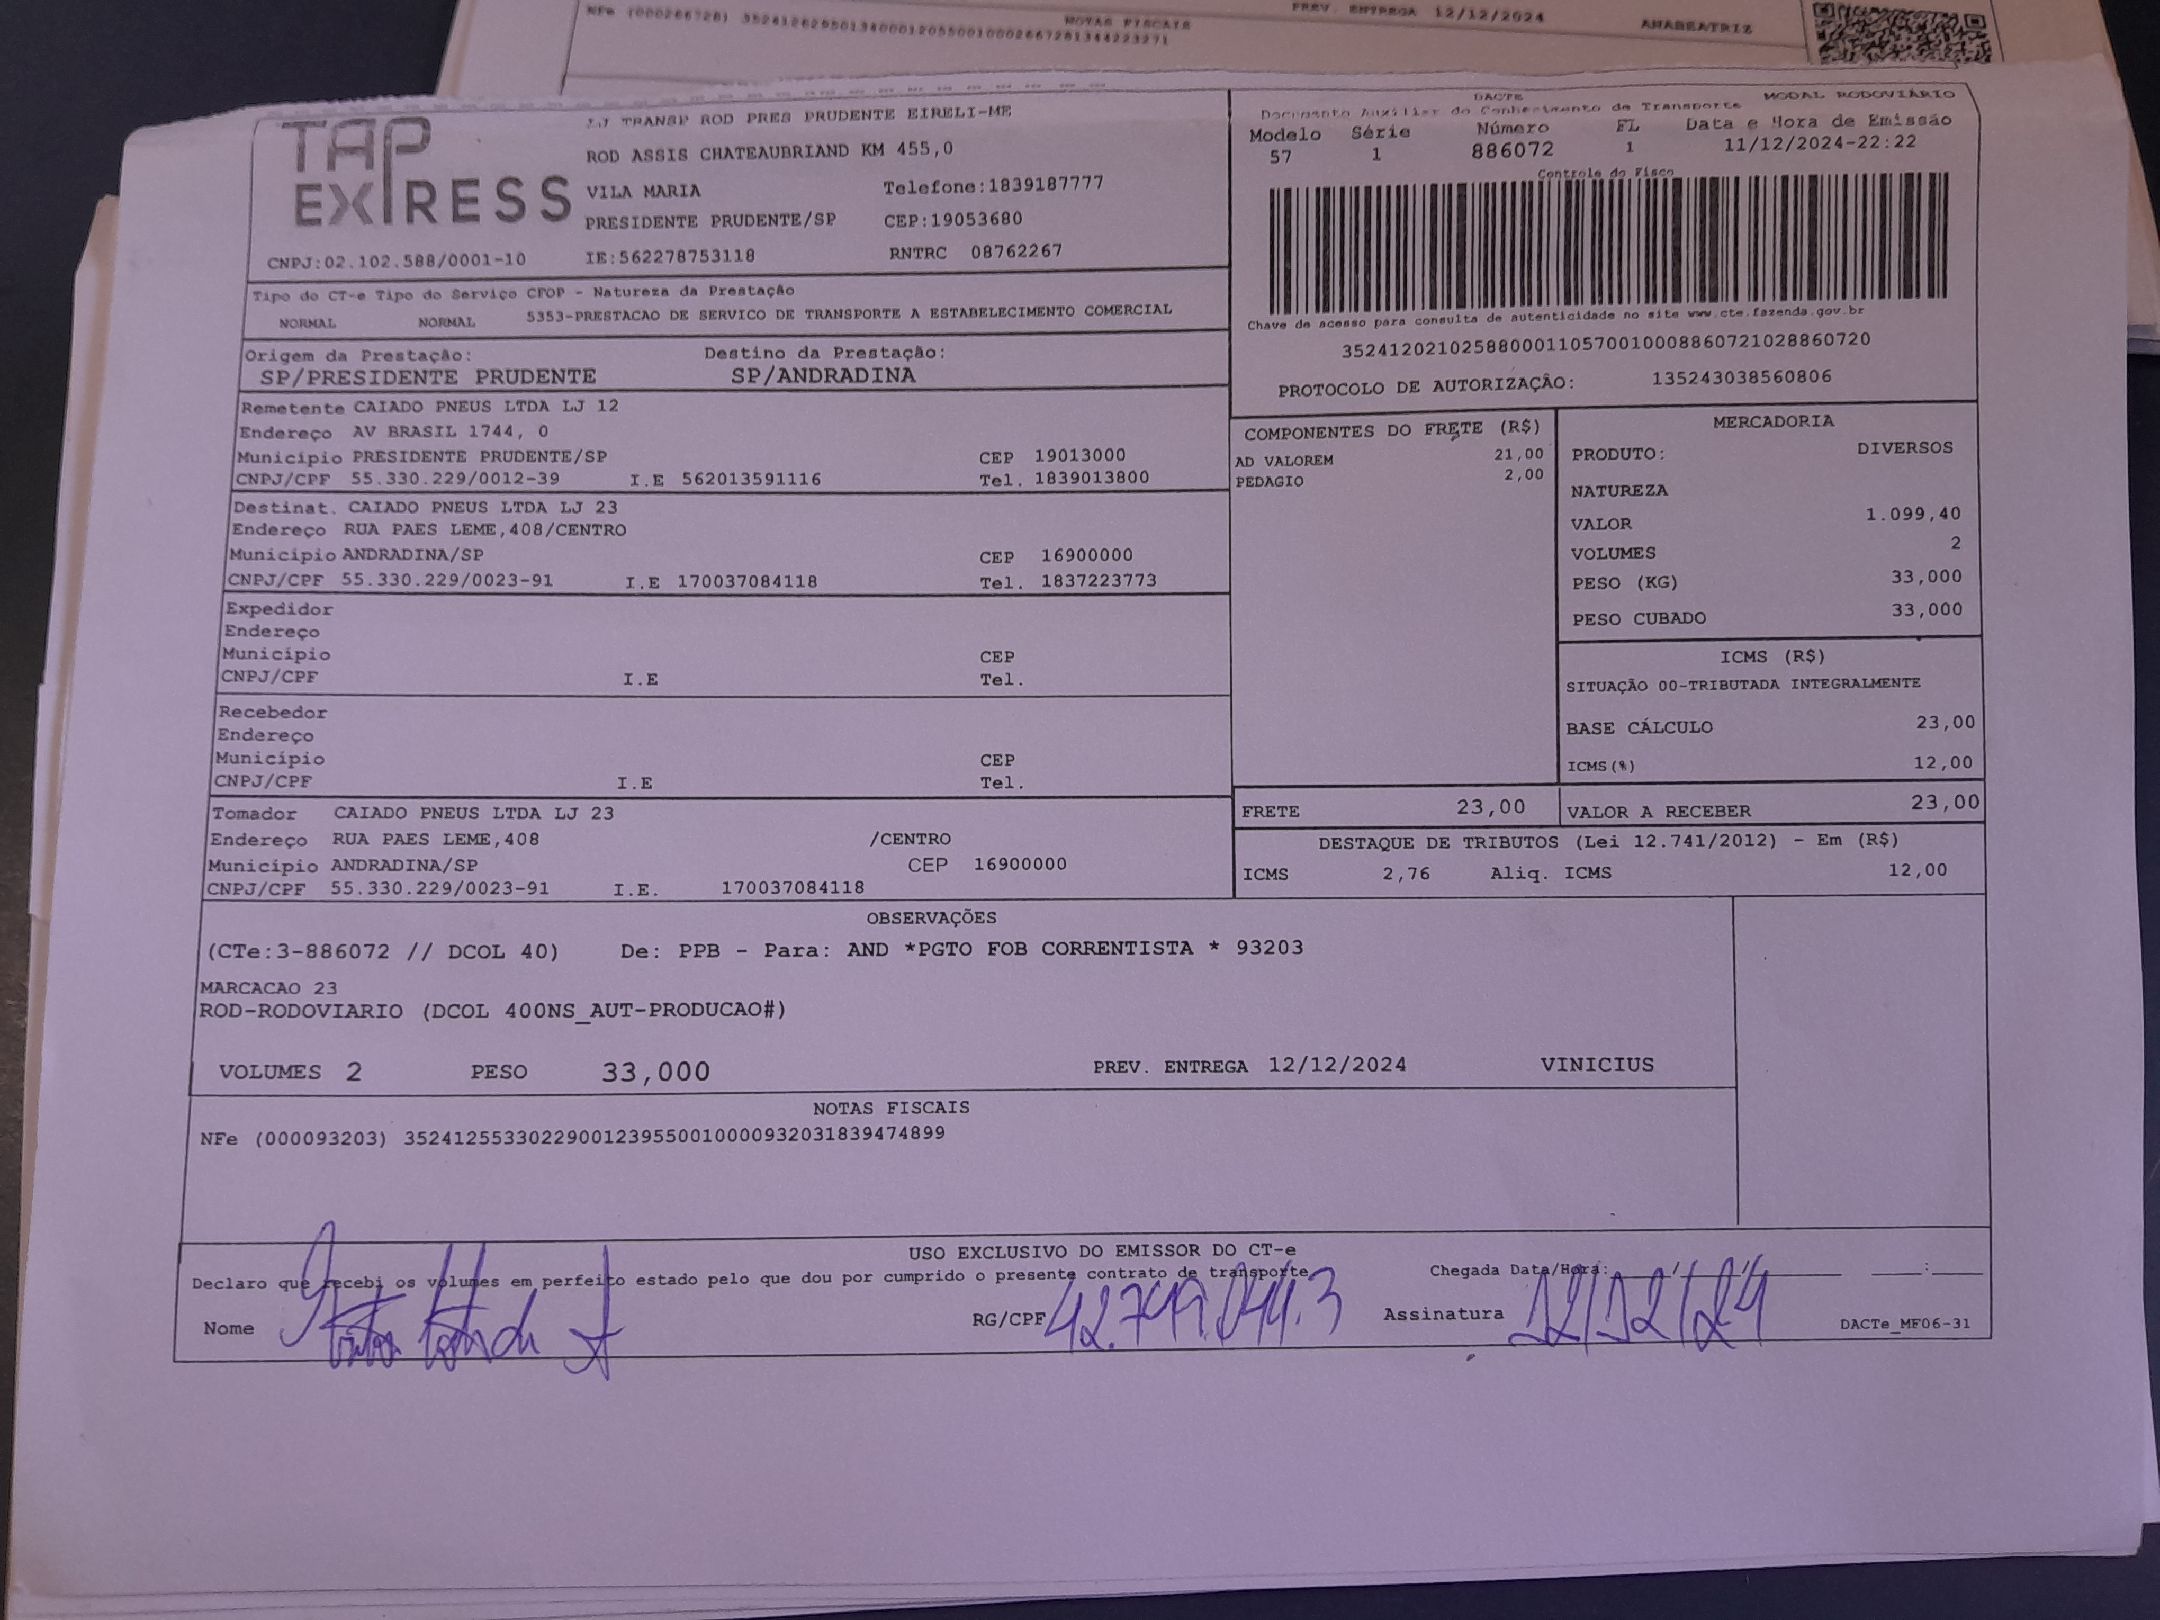 NFe (000266728) 35241262550138000120550010002667281344223271
NOTAS FISCAIS
PREV. ENTREGA 12/12/2024
ANABEATRIZ
TAP EXPRESS
TRANSP ROD PRES PRUDENTE EIRELI-ME
ROD ASSIS CHATEAUBRIAND KM 455,0
VILA MARIA Telefone:1839187777
PRESIDENTE PRUDENTE/SP CEP:19053680
CNPJ:02.102.588/0001-10 IE:562278753118 RNTRC 08762267
DACTE MODAL RODOVIÁRIO
Documento Auxiliar do Conhecimento de Transporte
Modelo Série Número FL Data e Hora de Emissão
57 1 886072 1 11/12/2024-22:22
Controle do Fisco
Chave de acesso para consulta de autenticidade no site www.cte.fazenda.gov.br
35241202102588000110570010008860721028860720
PROTOCOLO DE AUTORIZAÇÃO: 135243038560806
Tipo do CT-e Tipo do Serviço CFOP - Natureza da Prestação
NORMAL NORMAL 5353-PRESTACAO DE SERVICO DE TRANSPORTE A ESTABELECIMENTO COMERCIAL
Origem da Prestação: Destino da Prestação:
SP/PRESIDENTE PRUDENTE SP/ANDRADINA
Remetente CAIADO PNEUS LTDA LJ 12
Endereço AV BRASIL 1744, 0
Município PRESIDENTE PRUDENTE/SP CEP 19013000
CNPJ/CPF 55.330.229/0012-39 I.E 562013591116 Tel. 1839013800
Destinat. CAIADO PNEUS LTDA LJ 23
Endereço RUA PAES LEME,408/CENTRO
Município ANDRADINA/SP CEP 16900000
CNPJ/CPF 55.330.229/0023-91 I.E 170037084118 Tel. 1837223773
Expedidor
Endereço
Município CEP
CNPJ/CPF I.E Tel.
Recebedor
Endereço
Município CEP
CNPJ/CPF I.E Tel.
Tomador CAIADO PNEUS LTDA LJ 23
Endereço RUA PAES LEME,408 /CENTRO
Município ANDRADINA/SP CEP 16900000
CNPJ/CPF 55.330.229/0023-91 I.E. 170037084118
COMPONENTES DO FRETE (R$)
AD VALOREM 21,00
PEDAGIO 2,00
MERCADORIA
PRODUTO: DIVERSOS
NATUREZA
VALOR 1.099,40
VOLUMES 2
PESO (KG) 33,000
PESO CUBADO 33,000
ICMS (R$)
SITUAÇÃO 00-TRIBUTADA INTEGRALMENTE
BASE CÁLCULO 23,00
ICMS(%) 12,00
FRETE 23,00 VALOR A RECEBER 23,00
DESTAQUE DE TRIBUTOS (Lei 12.741/2012) - Em (R$)
ICMS 2,76 Aliq. ICMS 12,00
OBSERVAÇÕES
(CTe:3-886072 // DCOL 40) De: PPB - Para: AND *PGTO FOB CORRENTISTA * 93203
MARCACAO 23
ROD-RODOVIARIO (DCOL 400NS_AUT-PRODUCAO#)
VOLUMES 2 PESO 33,000 PREV. ENTREGA 12/12/2024 VINICIUS
NOTAS FISCAIS
NFe (000093203) 35241255330229001239550010000932031839474899
USO EXCLUSIVO DO EMISSOR DO CT-e
Declaro que recebi os volumes em perfeito estado pelo que dou por cumprido o presente contrato de transporte Chegada Data/Hora: __/__/____ __:__
Nome RG/CPF Assinatura 12/12/24
DACTe_MF06-31